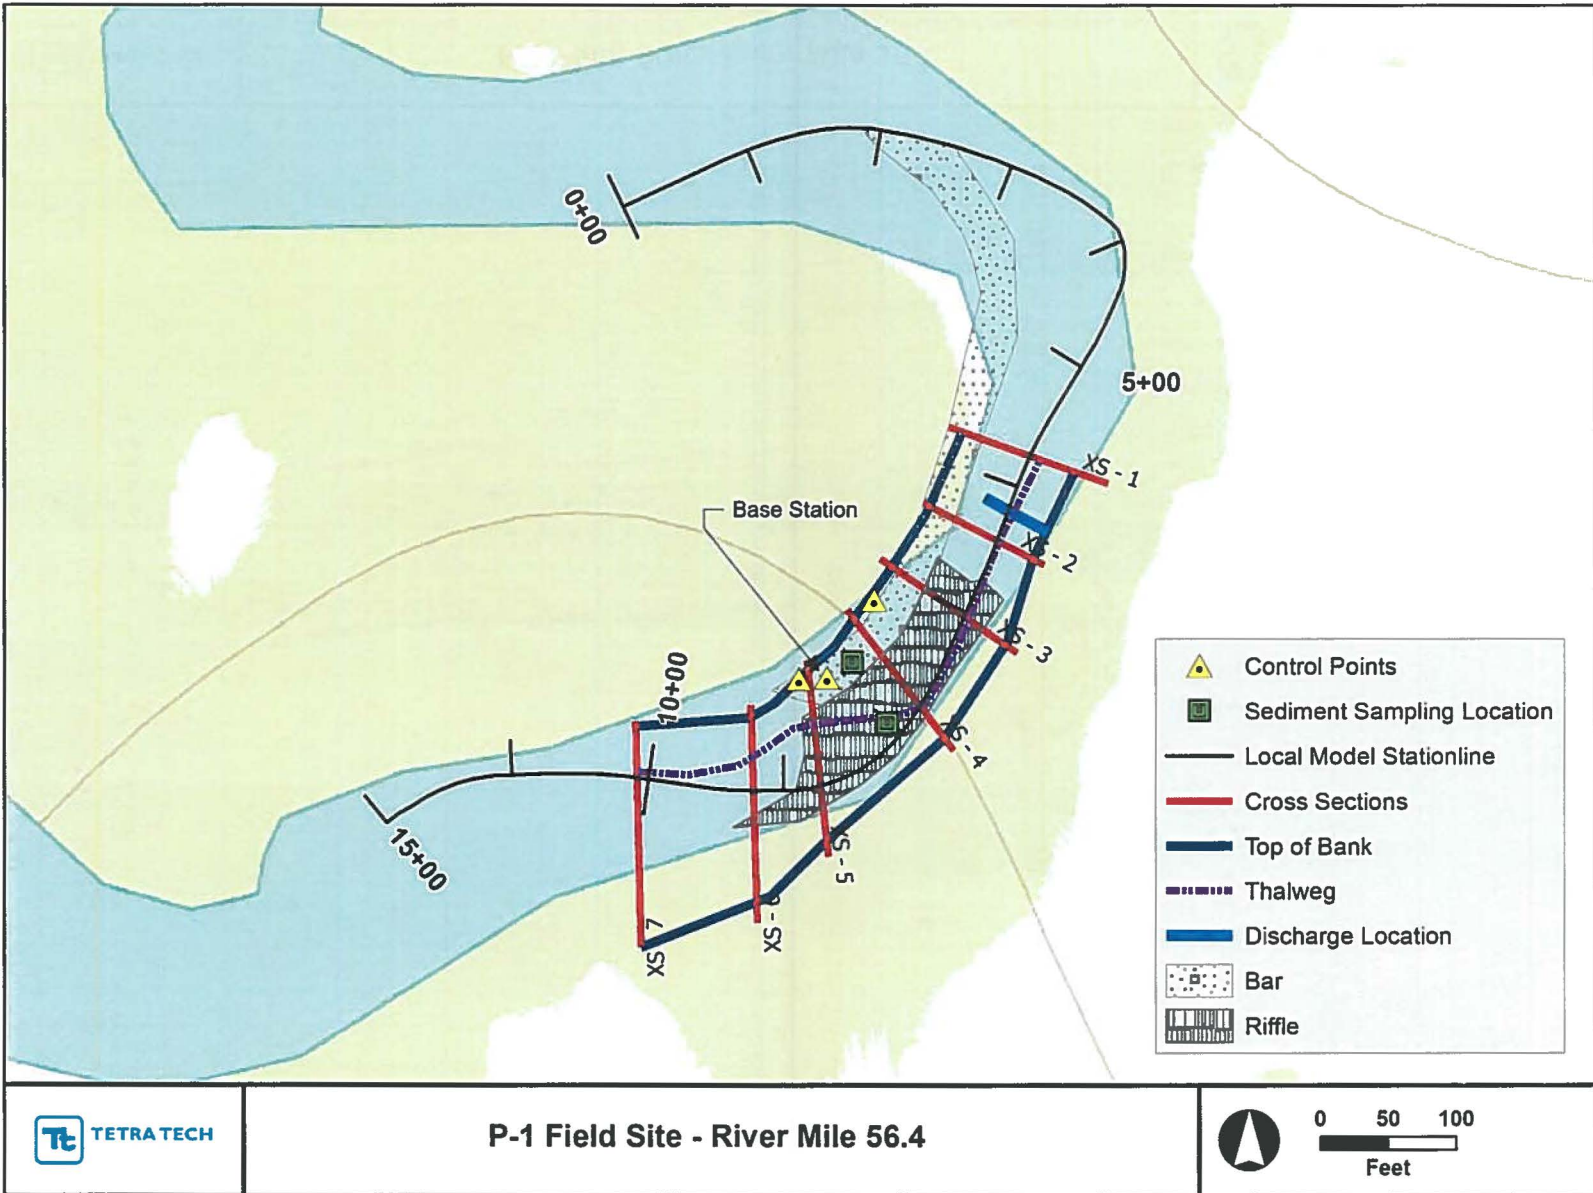 0+00
5+00
XS - 1
Base Station
XS - 2
XS - 3
10+00
XS - 4
15+00
XS - 5
XS - 6
XS 7
Control Points
Sediment Sampling Location
Local Model Stationline
Cross Sections
Top of Bank
Thalweg
Discharge Location
Bar
Riffle
Tt TETRA TECH
P-1 Field Site - River Mile 56.4
0 50 100
Feet